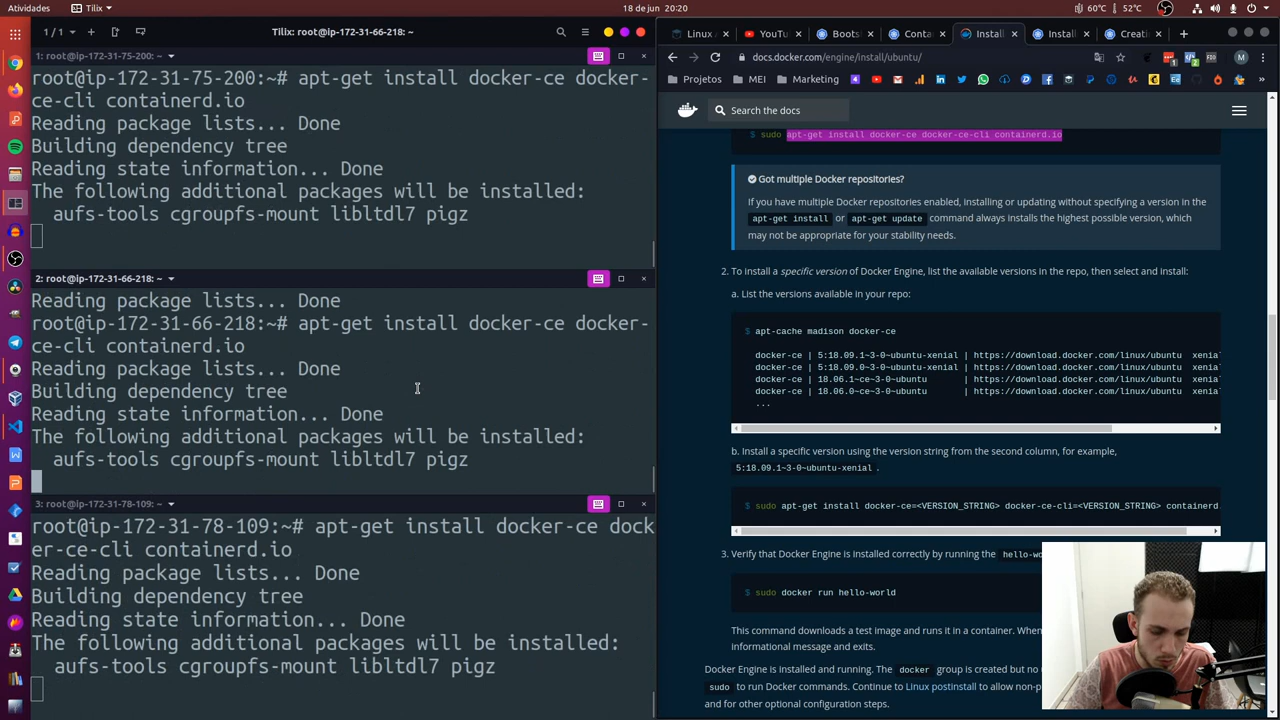 Atividades
Tilix
18 de jun 20:20
60°C
52°C
1 / 1
Tilix: root@ip-172-31-66-218: ~
1: root@ip-172-31-75-200: ~
root@ip-172-31-75-200:~# apt-get install docker-ce docker-
ce-cli containerd.io
Reading package lists... Done
Building dependency tree
Reading state information... Done
The following additional packages will be installed:
aufs-tools cgroupfs-mount libltdl7 pigz
2: root@ip-172-31-66-218: ~
Reading package lists... Done
root@ip-172-31-66-218:~# apt-get install docker-ce docker-
ce-cli containerd.io
Reading package lists... Done
Building dependency tree
Reading state information... Done
The following additional packages will be installed:
aufs-tools cgroupfs-mount libltdl7 pigz
3: root@ip-172-31-78-109: ~
root@ip-172-31-78-109:~# apt-get install docker-ce dock
er-ce-cli containerd.io
Reading package lists... Done
Building dependency tree
Reading state information... Done
The following additional packages will be installed:
aufs-tools cgroupfs-mount libltdl7 pigz
Linux A
YouTu
Boots
Conta
Install
Install
Creati
docs.docker.com/engine/install/ubuntu/
Projetos
MEI
Marketing
Search the docs
$ sudo apt-get install docker-ce docker-ce-cli containerd.io
Got multiple Docker repositories?
If you have multiple Docker repositories enabled, installing or updating without specifying a version in the
apt-get install or apt-get update command always installs the highest possible version, which
may not be appropriate for your stability needs.
2. To install a specific version of Docker Engine, list the available versions in the repo, then select and install:
a. List the versions available in your repo:
$ apt-cache madison docker-ce
docker-ce | 5:18.09.1~3-0~ubuntu-xenial | https://download.docker.com/linux/ubuntu xenia
docker-ce | 5:18.09.0~3-0~ubuntu-xenial | https://download.docker.com/linux/ubuntu xenia
docker-ce | 18.06.1~ce~3-0~ubuntu | https://download.docker.com/linux/ubuntu xenia
docker-ce | 18.06.0~ce~3-0~ubuntu | https://download.docker.com/linux/ubuntu xenia
...
b. Install a specific version using the version string from the second column, for example,
5:18.09.1~3-0~ubuntu-xenial .
$ sudo apt-get install docker-ce=<VERSION_STRING> docker-ce-cli=<VERSION_STRING> containerd.
3. Verify that Docker Engine is installed correctly by running the hello-wo
$ sudo docker run hello-world
This command downloads a test image and runs it in a container. When
informational message and exits.
Docker Engine is installed and running. The docker group is created but no
sudo to run Docker commands. Continue to Linux postinstall to allow non-p
and for other optional configuration steps.